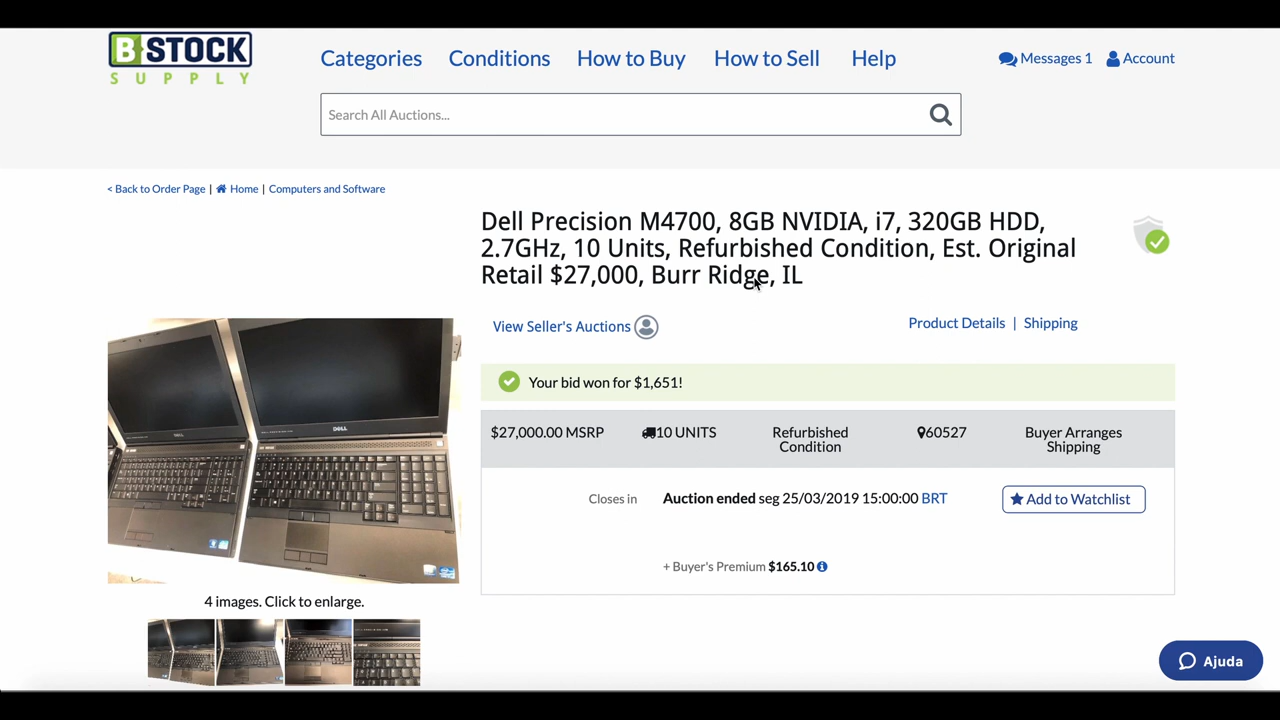 B STOCK
SUPPLY
Categories Conditions How to Buy How to Sell Help
Messages 1 Account
Search All Auctions...
< Back to Order Page | Home | Computers and Software
Dell Precision M4700, 8GB NVIDIA, i7, 320GB HDD,
2.7GHz, 10 Units, Refurbished Condition, Est. Original
Retail $27,000, Burr Ridge, IL
View Seller's Auctions
Product Details | Shipping
Your bid won for $1,651!
$27,000.00 MSRP
10 UNITS
Refurbished
Condition
60527
Buyer Arranges
Shipping
Closes in
Auction ended seg 25/03/2019 15:00:00 BRT
Add to Watchlist
+ Buyer's Premium $165.10
DELL
DELL
4 images. Click to enlarge.
Ajuda